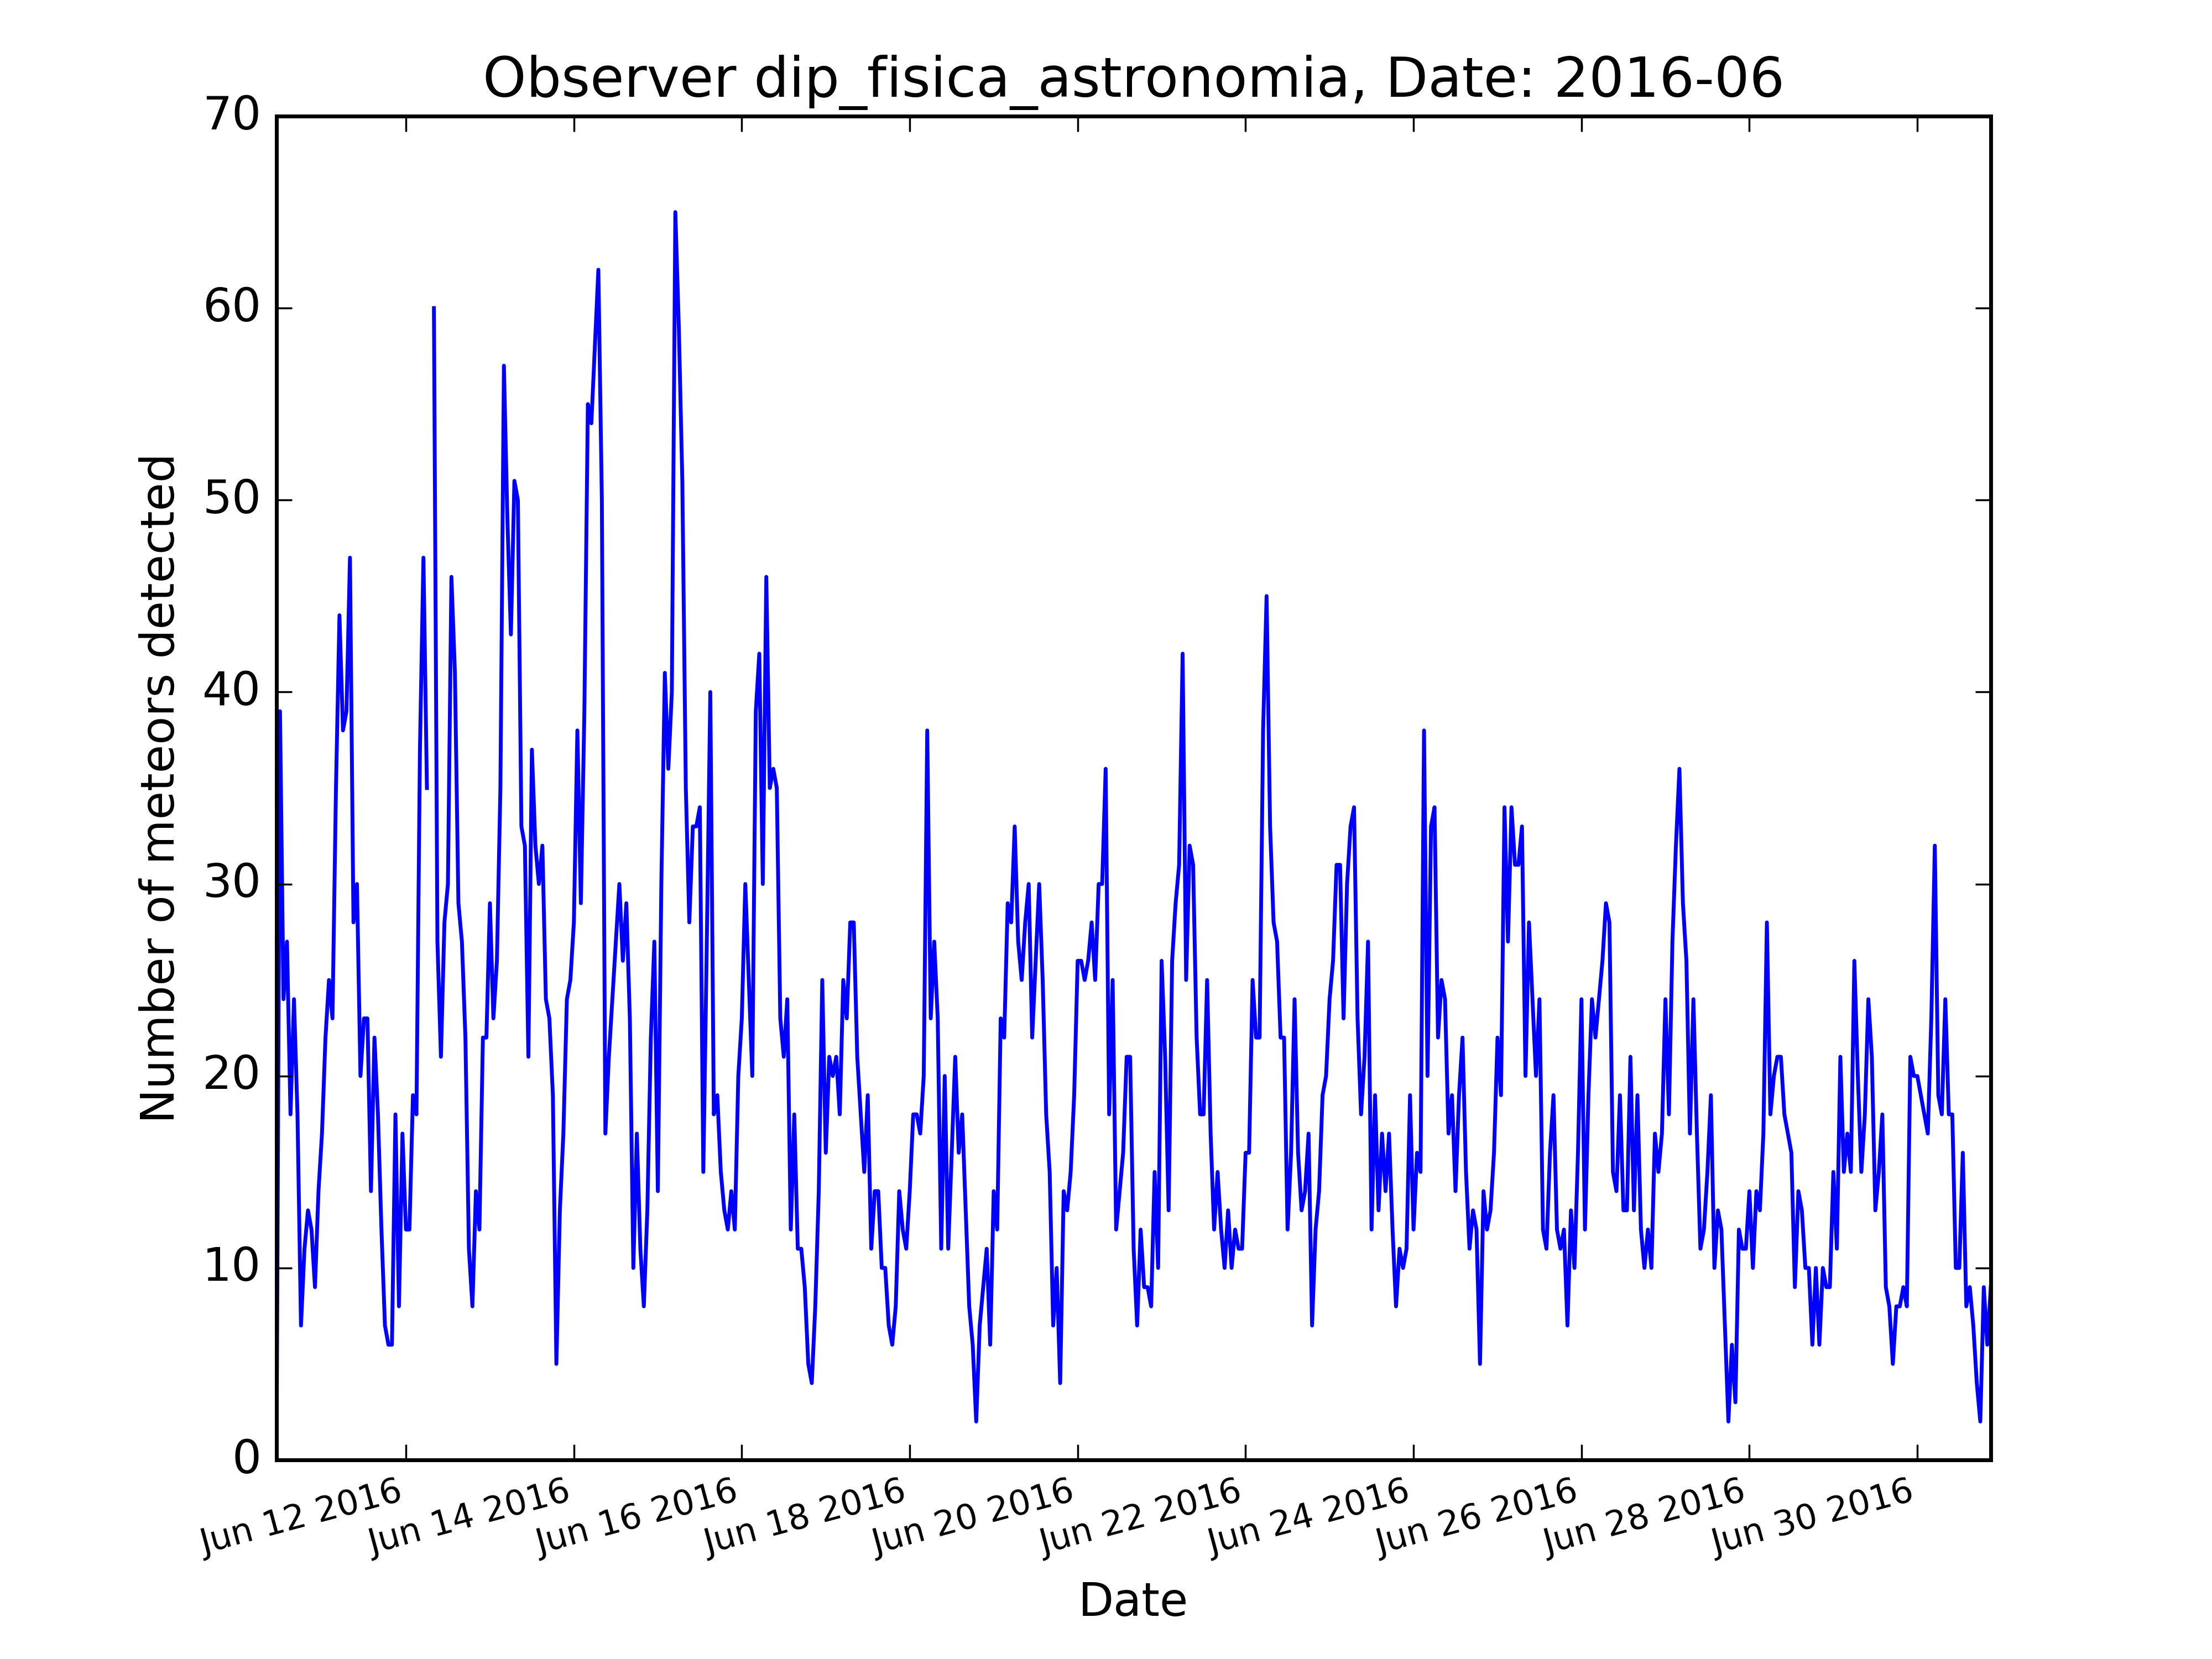 Observer dip_fisica_astronomia, Date: 2016-06
70
60
50
40
30
20
10
0
Number of meteors detected
Jun 12 2016
Jun 14 2016
Jun 16 2016
Jun 18 2016
Jun 20 2016
Jun 22 2016
Jun 24 2016
Jun 26 2016
Jun 28 2016
Jun 30 2016
Date